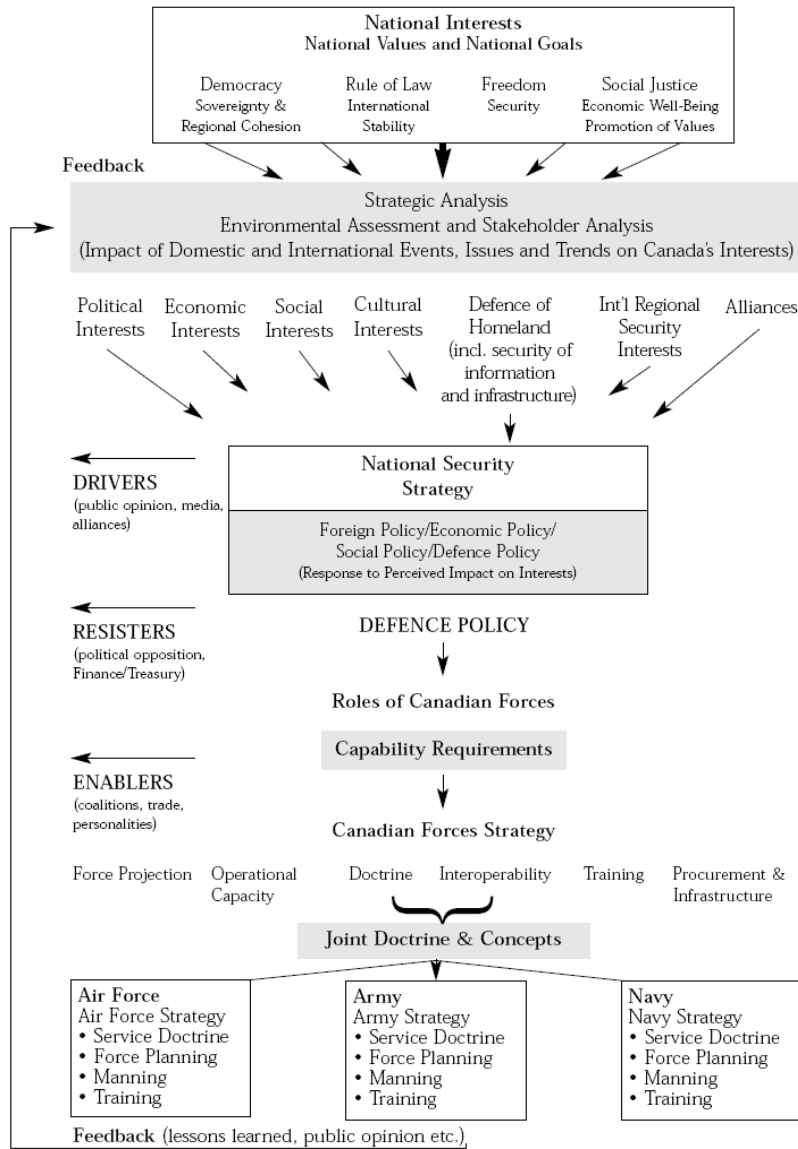 National Interests
National Values and National Goals
Democracy
Sovereignty &
Regional Cohesion
Rule of Law
International
Stability
Freedom
Security
Social Justice
Economic Well-Being
Promotion of Values
Feedback
Strategic Analysis
Environmental Assessment and Stakeholder Analysis
(Impact of Domestic and International Events, Issues and Trends on Canada's Interests)
Political
Interests
Economic
Interests
Social
Interests
Cultural
Interests
Defence of
Homeland
(incl. security of
information
and infrastructure)
Int'l Regional
Security
Interests
Alliances
DRIVERS
(public opinion, media,
alliances)
National Security
Strategy
Foreign Policy/Economic Policy/
Social Policy/Defence Policy
(Response to Perceived Impact on Interests)
RESISTERS
(political opposition,
Finance/Treasury)
DEFENCE POLICY
Roles of Canadian Forces
Capability Requirements
ENABLERS
(coalitions, trade,
personalities)
Canadian Forces Strategy
Force Projection
Operational
Capacity
Doctrine
Interoperability
Training
Procurement &
Infrastructure
Joint Doctrine & Concepts
Air Force
Air Force Strategy
• Service Doctrine
• Force Planning
• Manning
• Training
Army
Army Strategy
• Service Doctrine
• Force Planning
• Manning
• Training
Navy
Navy Strategy
• Service Doctrine
• Force Planning
• Manning
• Training
Feedback (lessons learned, public opinion etc.)